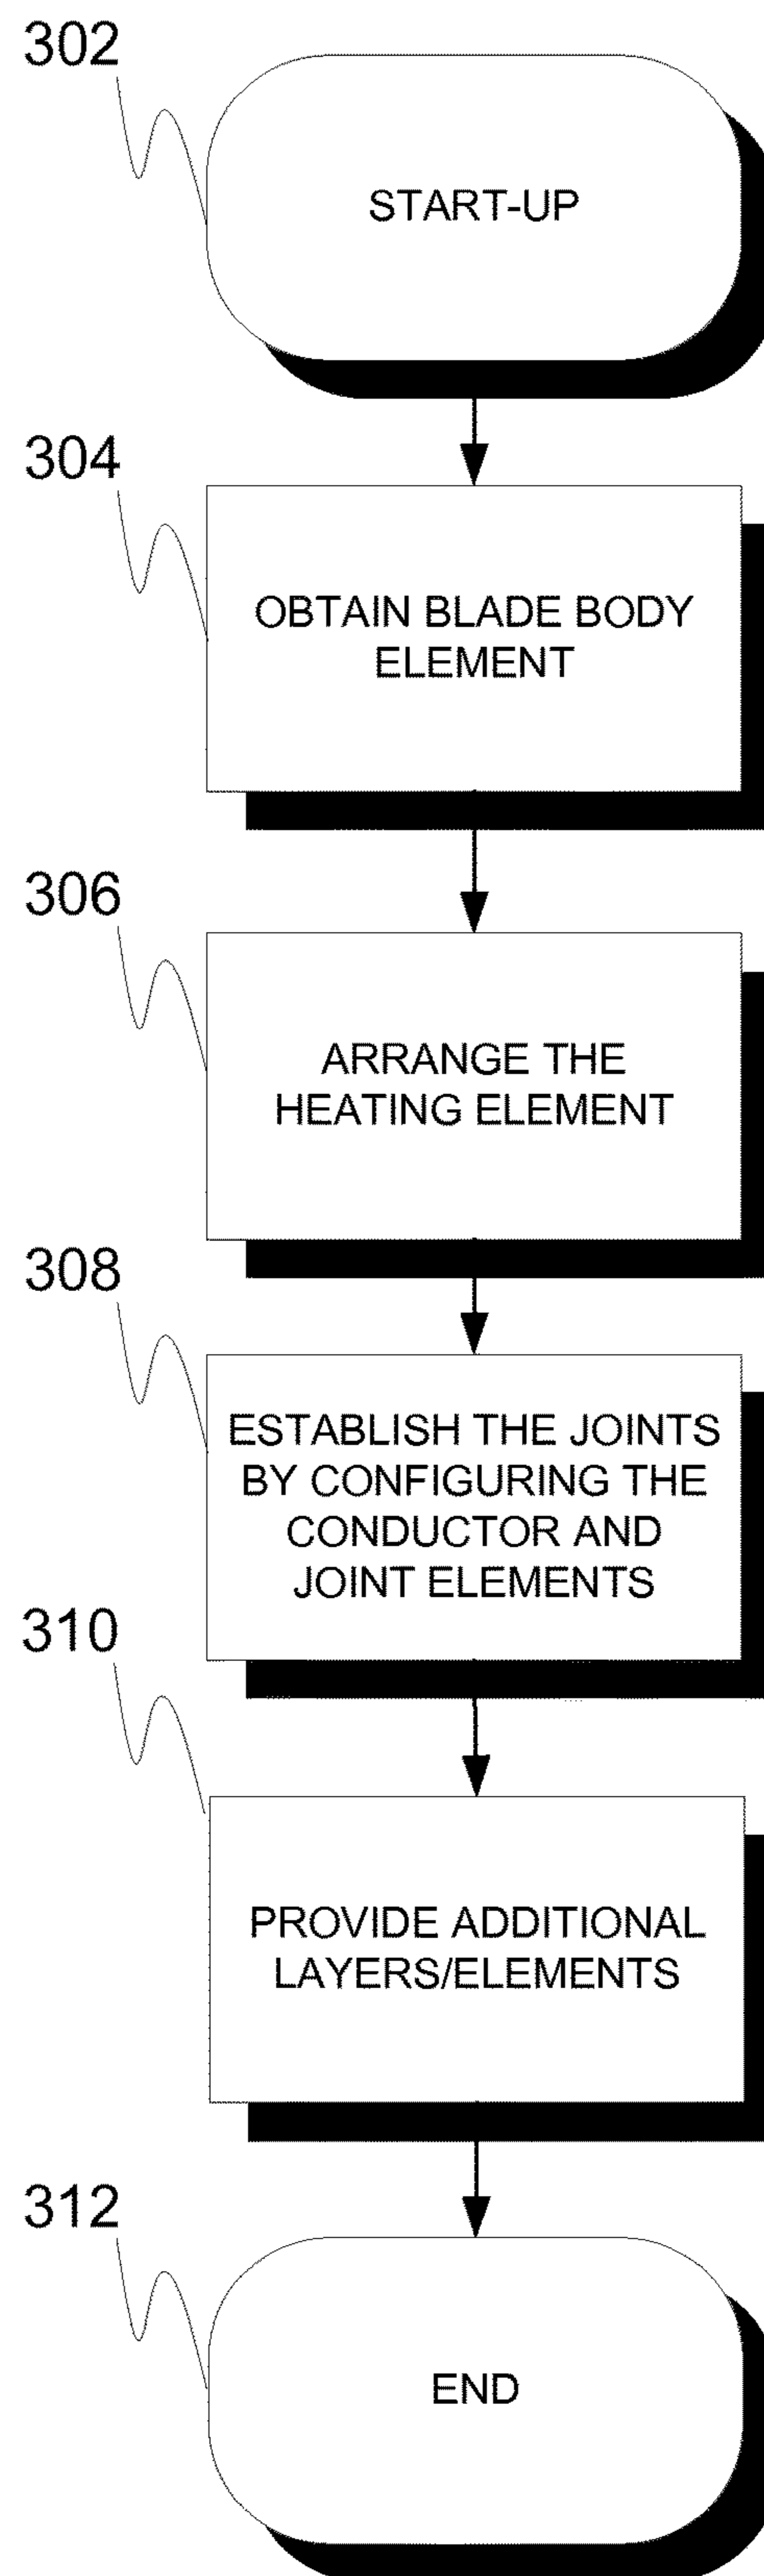 302
START-UP
304
OBTAIN BLADE BODY
ELEMENT
306
ARRANGE THE
HEATING ELEMENT
308
ESTABLISH THE JOINTS
BY CONFIGURING THE
CONDUCTOR AND
JOINT ELEMENTS
310
PROVIDE ADDITIONAL
LAYERS/ELEMENTS
312
END